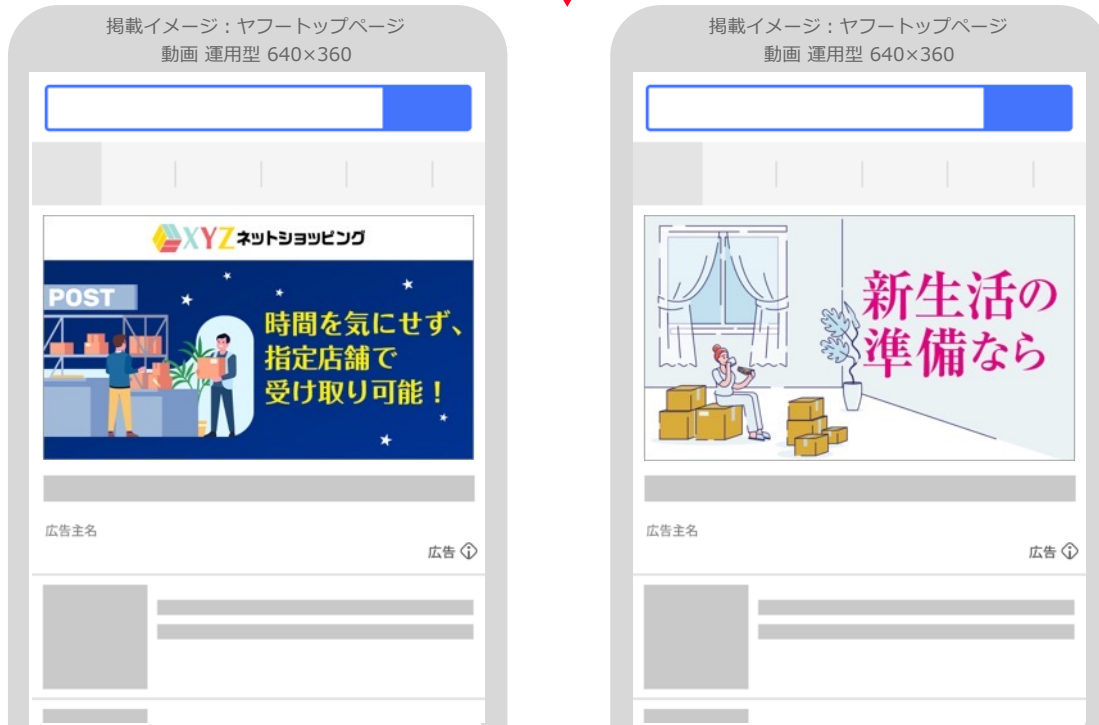 掲載イメージ：ヤフートップページ
動画 運用型 640×360
XYZネットショッピング
POST
時間を気にせず、
指定店舗で
受け取り可能！
広告主名
広告
掲載イメージ：ヤフートップページ
動画 運用型 640×360
新生活の
準備なら
広告主名
広告